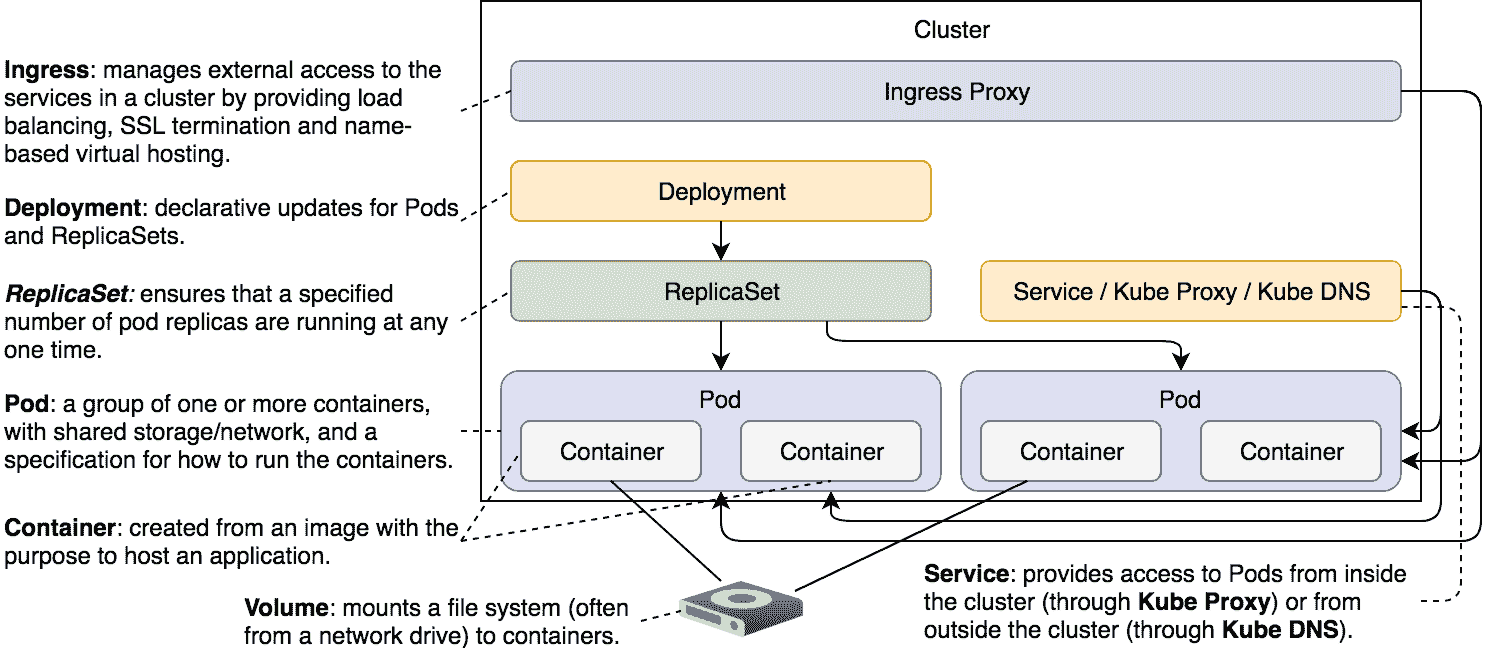 Cluster
Ingress: manages external access to the
services in a cluster by providing load
balancing, SSL termination and name-
based virtual hosting.
Ingress Proxy
Deployment: declarative updates for Pods
and ReplicaSets.
Deployment
ReplicaSet: ensures that a specified
number of pod replicas are running at any
one time.
ReplicaSet
Service / Kube Proxy / Kube DNS
Pod: a group of one or more containers,
with shared storage/network, and a
specification for how to run the containers.
Pod
Container
Container
Pod
Container
Container
Container: created from an image with the
purpose to host an application.
Volume: mounts a file system (often
from a network drive) to containers.
Service: provides access to Pods from inside
the cluster (through Kube Proxy) or from
outside the cluster (through Kube DNS).